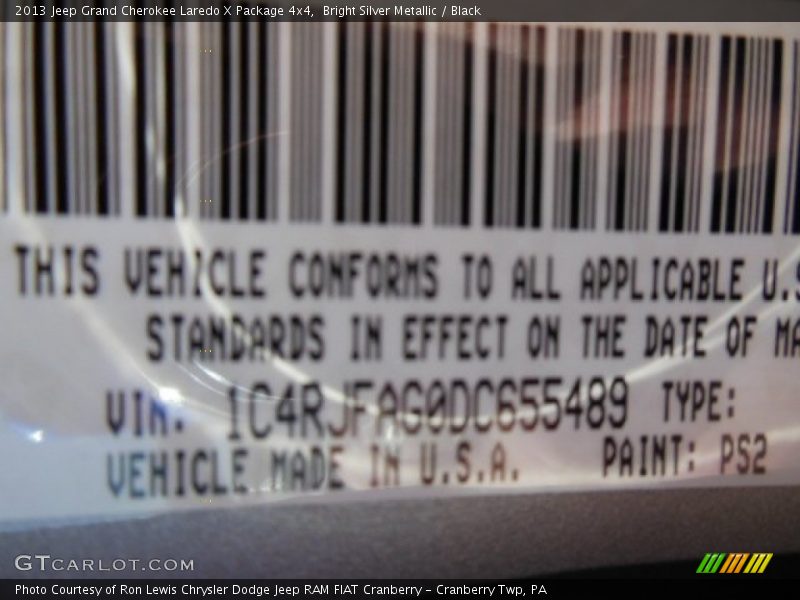 2013 Jeep Grand Cherokee Laredo X Package 4x4,  Bright Silver Metallic / Black
THIS VEHICLE CONFORMS TO ALL APPLICABLE U.S
STANDARDS IN EFFECT ON THE DATE OF MA
VIN: 1C4RJFAG0DC655489 TYPE:
VEHICLE MADE IN U.S.A. PAINT: PS2
GTCARLOT.COM
Photo Courtesy of Ron Lewis Chrysler Dodge Jeep RAM FIAT Cranberry – Cranberry Twp, PA